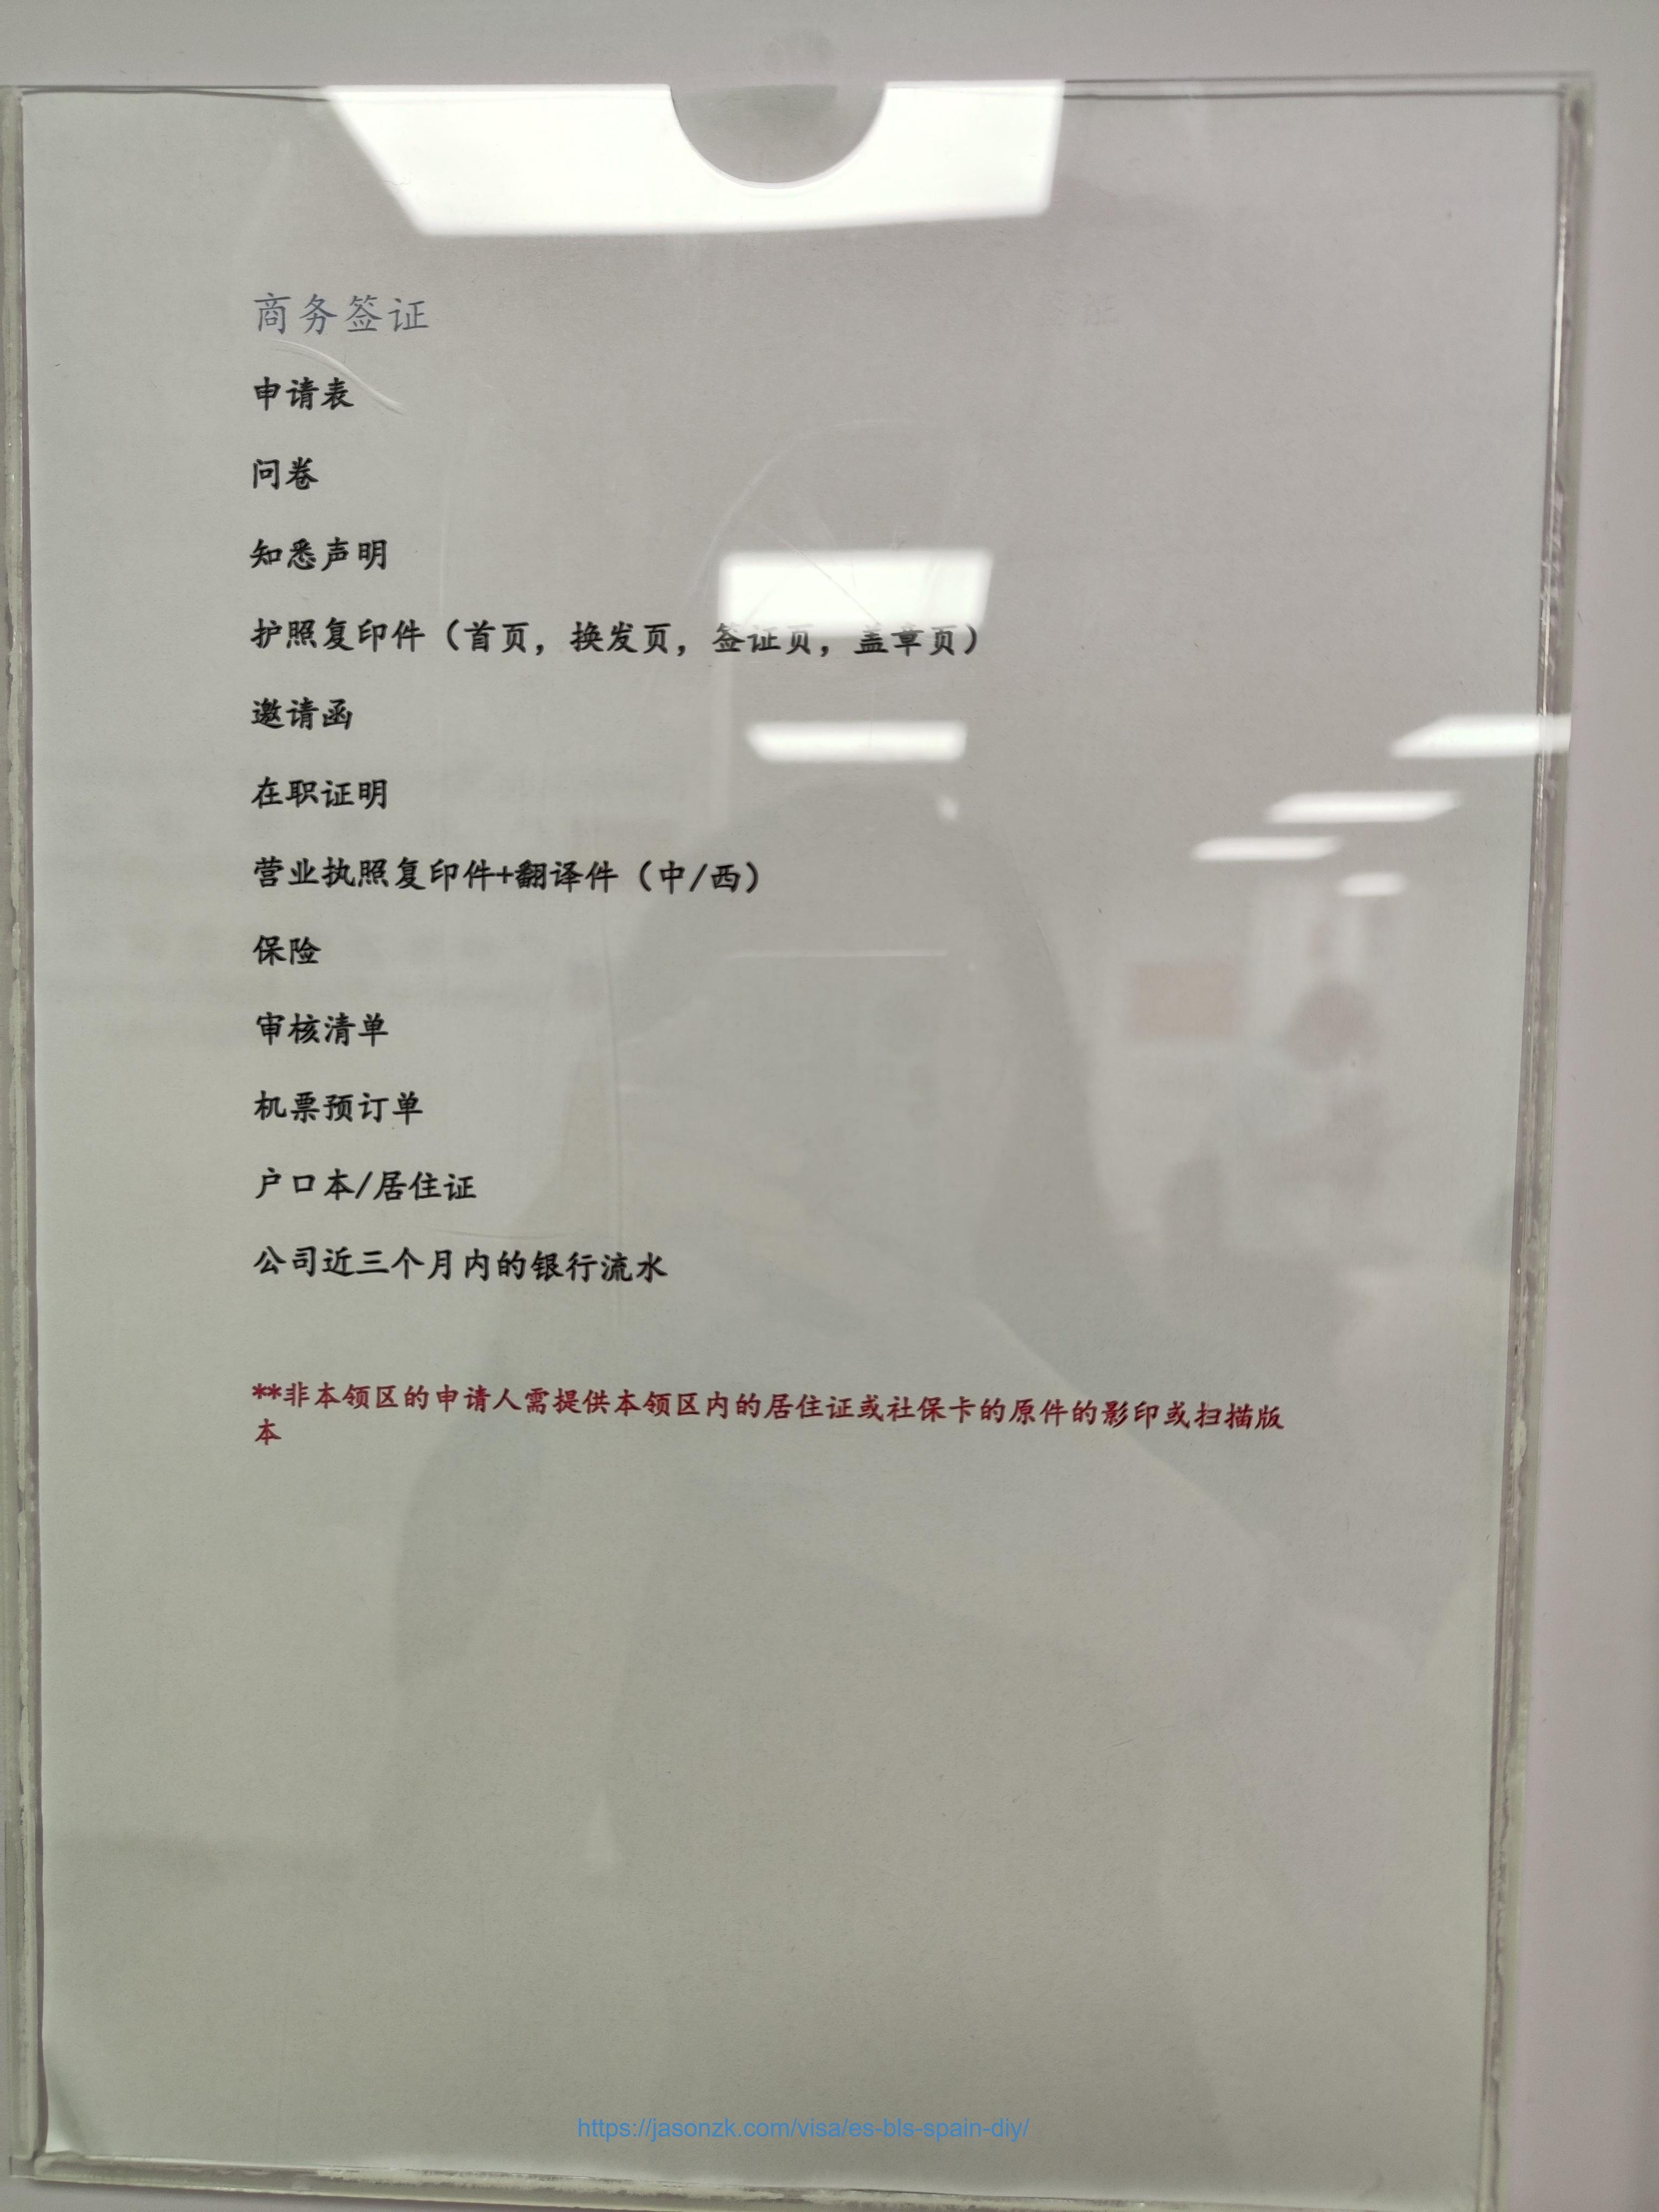 商务签证
申请表
问卷
知悉声明
护照复印件（首页，换发页，签证页，盖章页）
邀请函
在职证明
营业执照复印件+翻译件（中/西）
保险
审核清单
机票预订单
户口本/居住证
公司近三个月内的银行流水
**非本领区的申请人需提供本领区内的居住证或社保卡的原件的影印或扫描版
本
https://jasonzk.com/visa/es-bls-spain-diy/